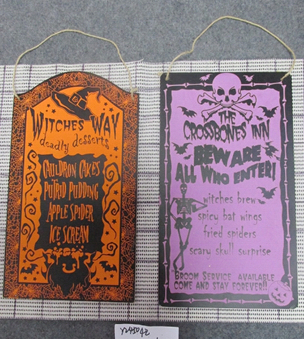 WITCHES WAY
deadly desserts
CAULDRON CAKES
PUTRID PUDDING
APPLE SPIDER
ICE SCREAM
THE
CROSSBONES INN
BEWARE
ALL WHO ENTER!
witches brew
spicy bat wings
fried spiders
scary skull surprise
BROOM SERVICE AVAILABLE
COME AND STAY FOREVER!!